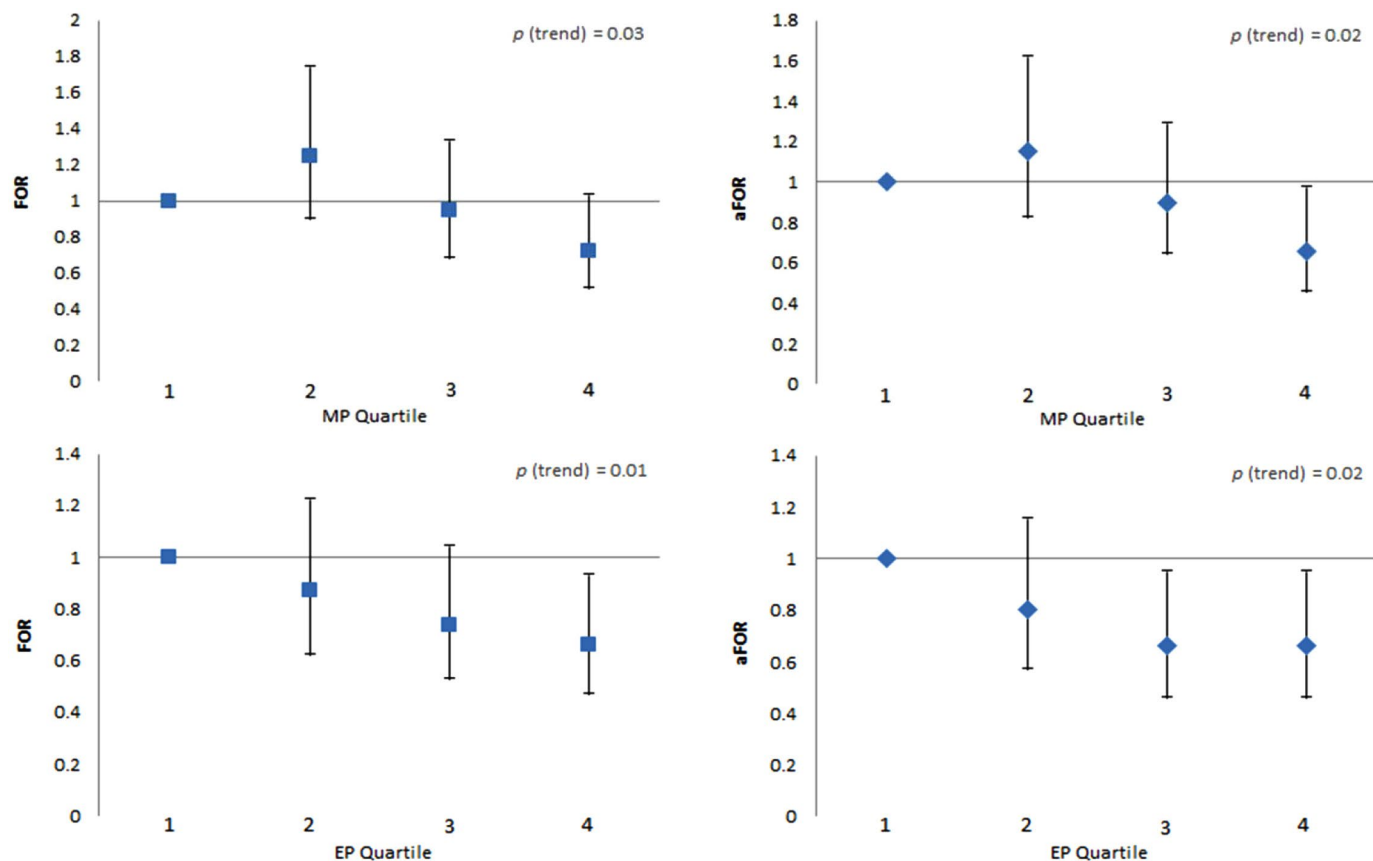 p (trend) = 0.03
FOR
2
1.8
1.6
1.4
1.2
1
0.8
0.6
0.4
0.2
0
1 2 3 4
MP Quartile
p (trend) = 0.02
aFOR
1.8
1.6
1.4
1.2
1
0.8
0.6
0.4
0.2
0
1 2 3 4
MP Quartile
p (trend) = 0.01
FOR
1.4
1.2
1
0.8
0.6
0.4
0.2
0
1 2 3 4
EP Quartile
p (trend) = 0.02
aFOR
1.4
1.2
1
0.8
0.6
0.4
0.2
0
1 2 3 4
EP Quartile